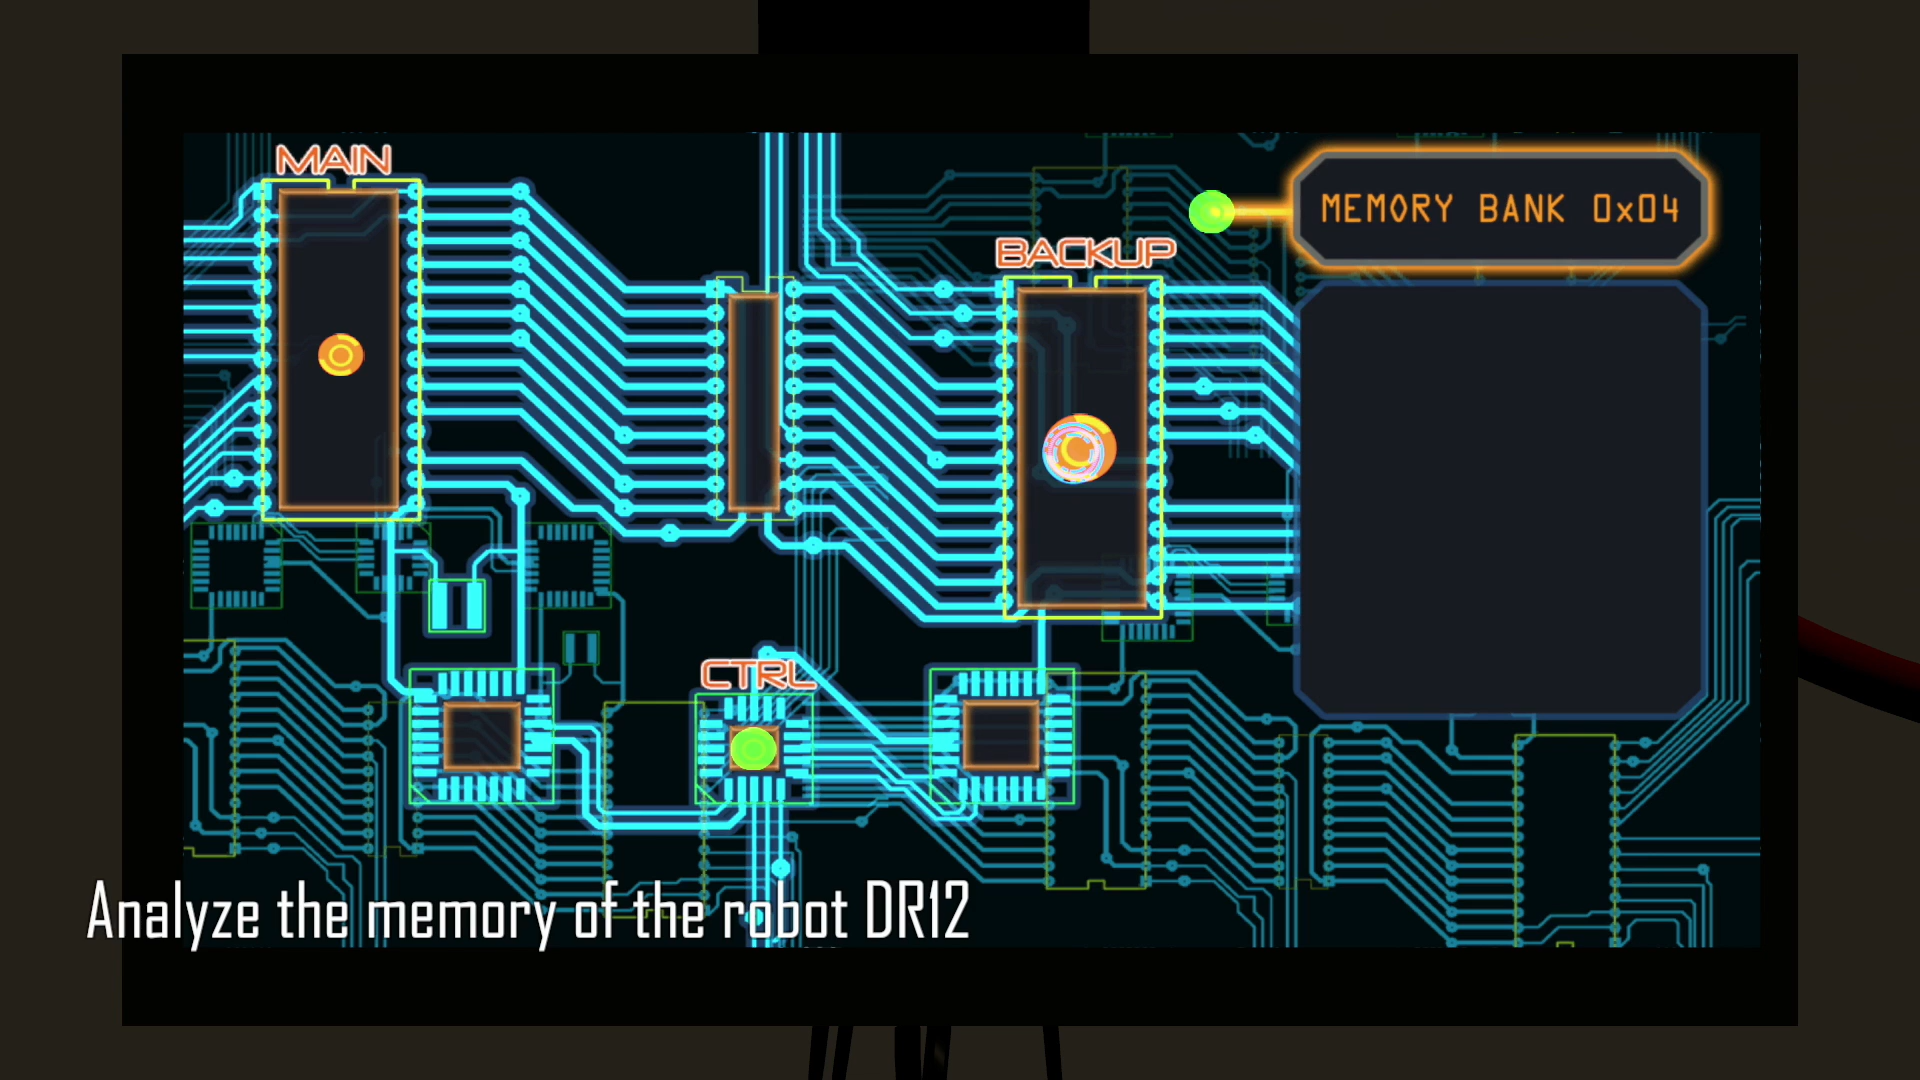 MAIN
MEMORY BANK 0x04
BACKUP
CTRL
Analyze the memory of the robot DR12